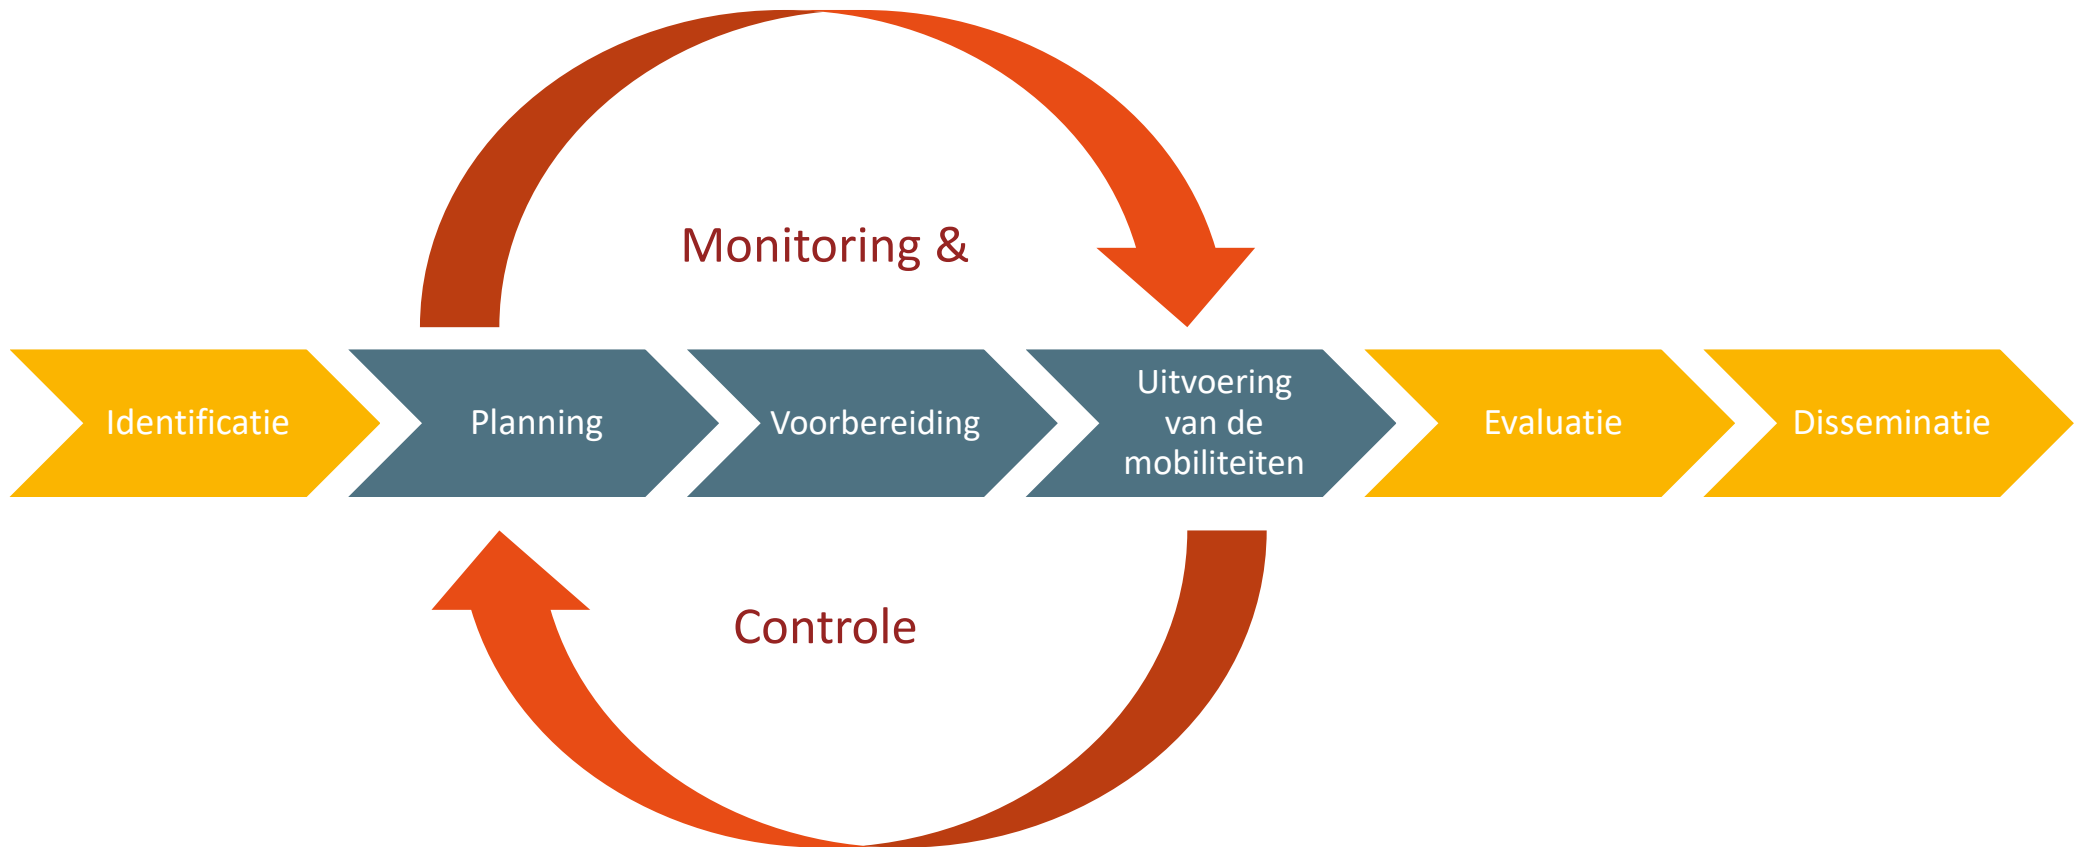 Monitoring &
Identificatie
Planning
Voorbereiding
Uitvoering
van de
mobiliteiten
Evaluatie
Disseminatie
Controle